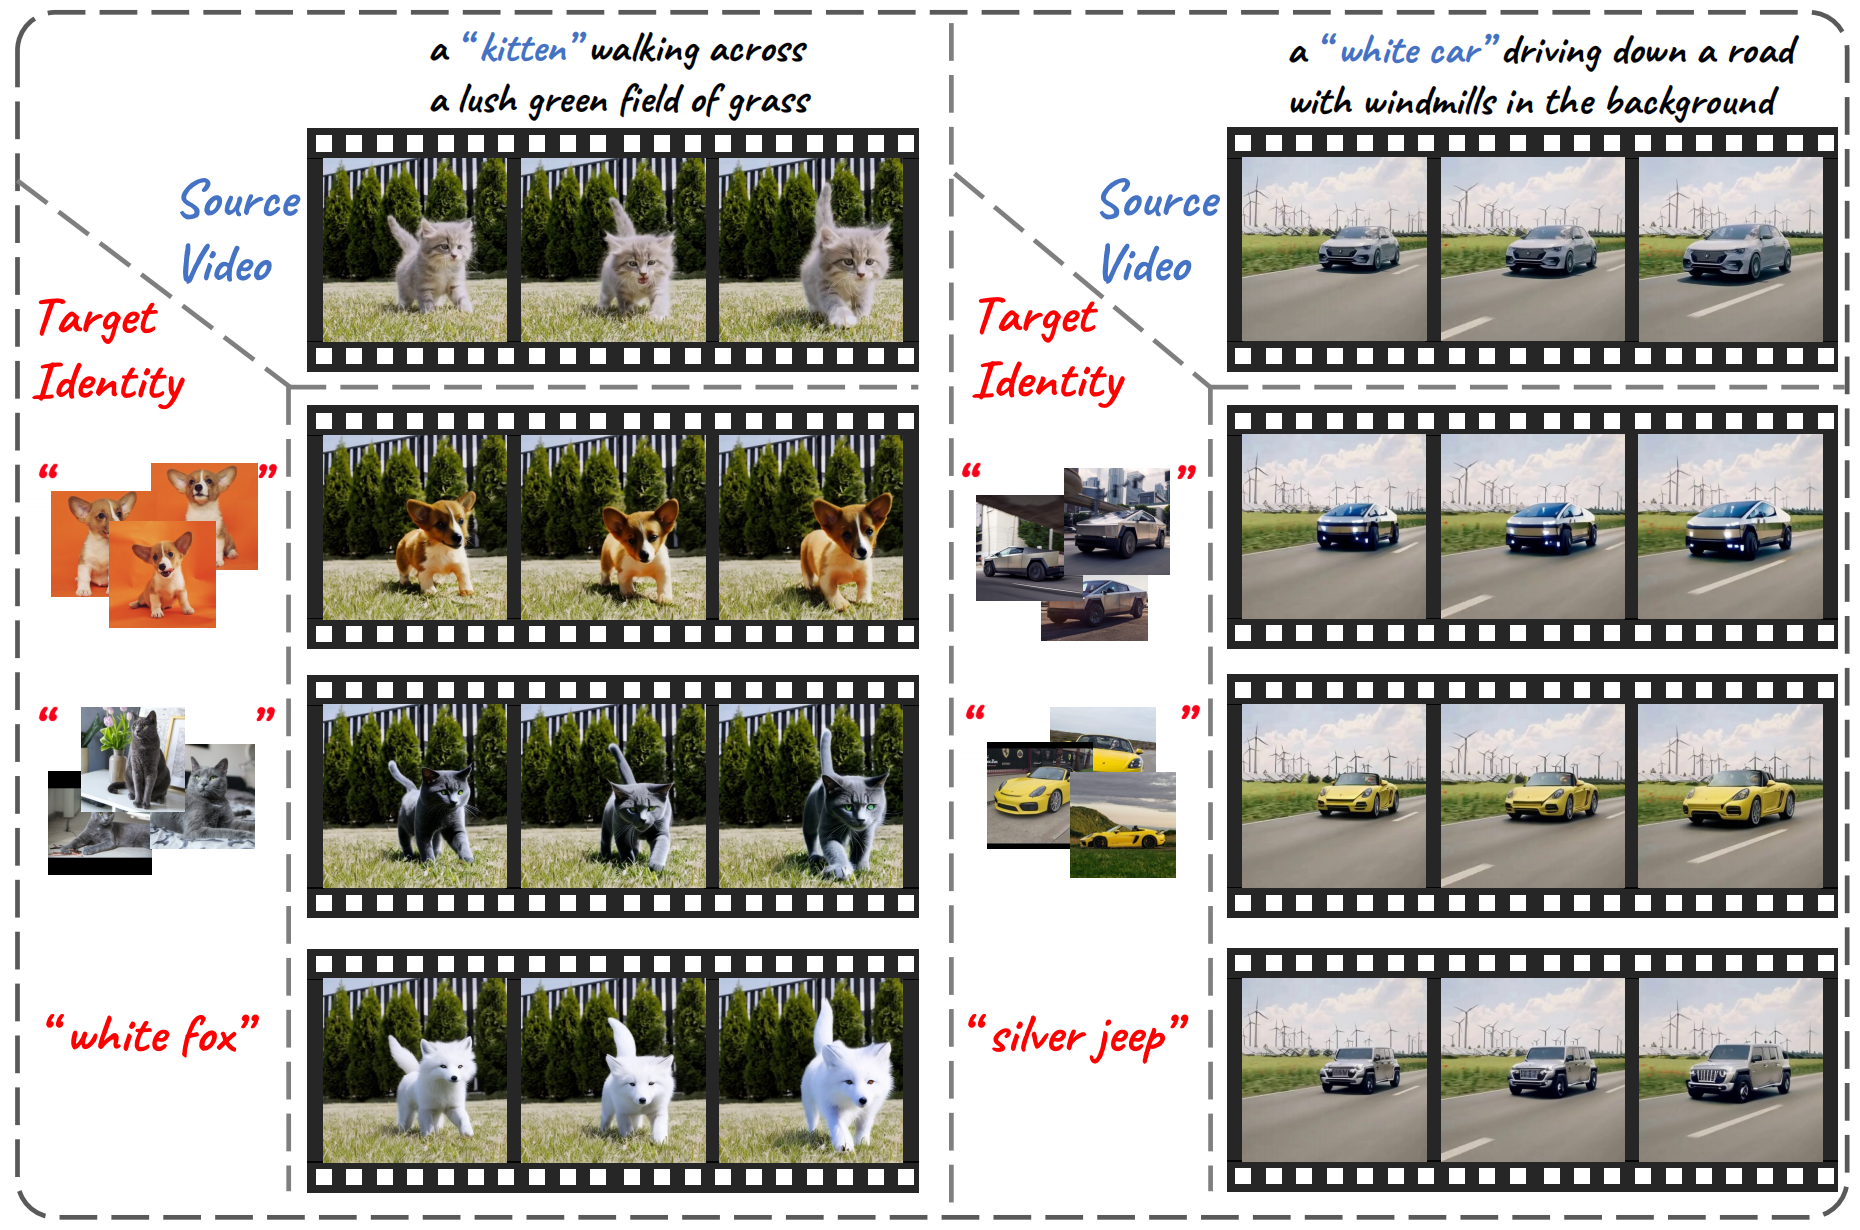 a “kitten” walking across
a lush green field of grass
Source
Video
Target
Identity
“ ”
“ ”
“white fox”
a “white car” driving down a road
with windmills in the background
Source
Video
Target
Identity
“ ”
“ ”
“silver jeep”